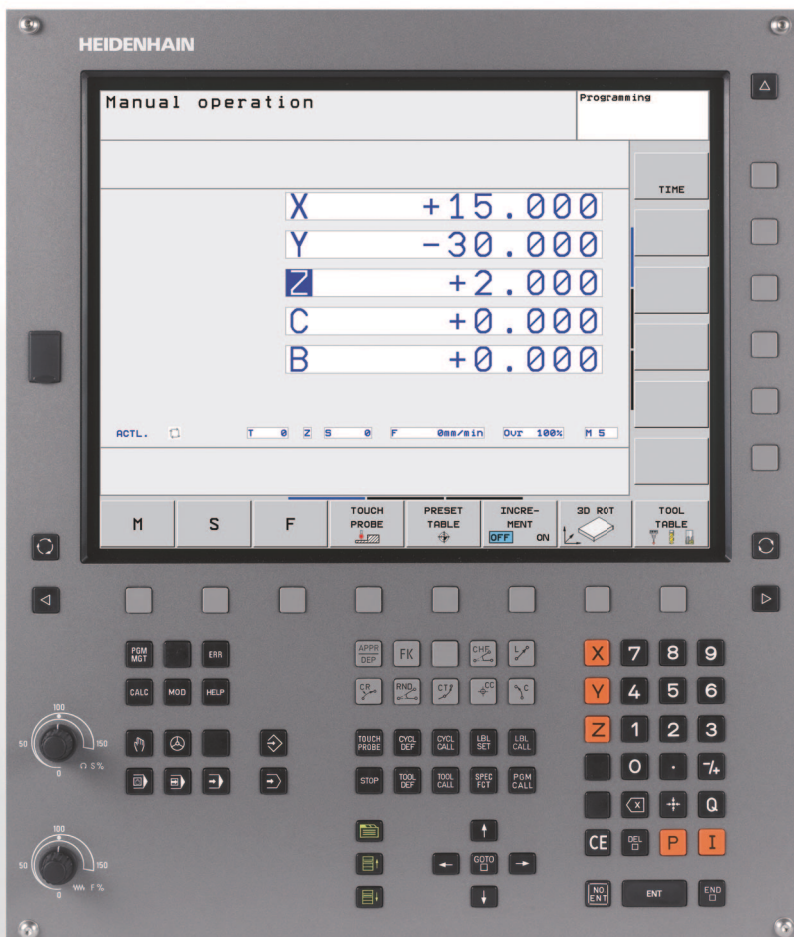 HEIDENHAIN
Manual operation
Programming
TIME
X +15.000
Y -30.000
Z +2.000
C +0.000
B +0.000
ACTL. T 0 Z S 0 F 0mm/min Ovr 100% M 5
M S F TOUCH PROBE PRESET TABLE INCRE-MENT OFF ON 3D ROT TOOL TABLE
PGM MGT ERR
APPR DEP FK CHF L
X 7 8 9
CALC MOD HELP
CR RND CT CC C
Y 4 5 6
Z 1 2 3
TOUCH PROBE CYCL DEF CYCL CALL LBL SET LBL CALL
0 . -/+
STOP TOOL DEF TOOL CALL SPEC FCT PGM CALL
X Q
CE DEL P I
GOTO
NO ENT ENT END
100
50 150
0 S %
100
50 150
0 F %